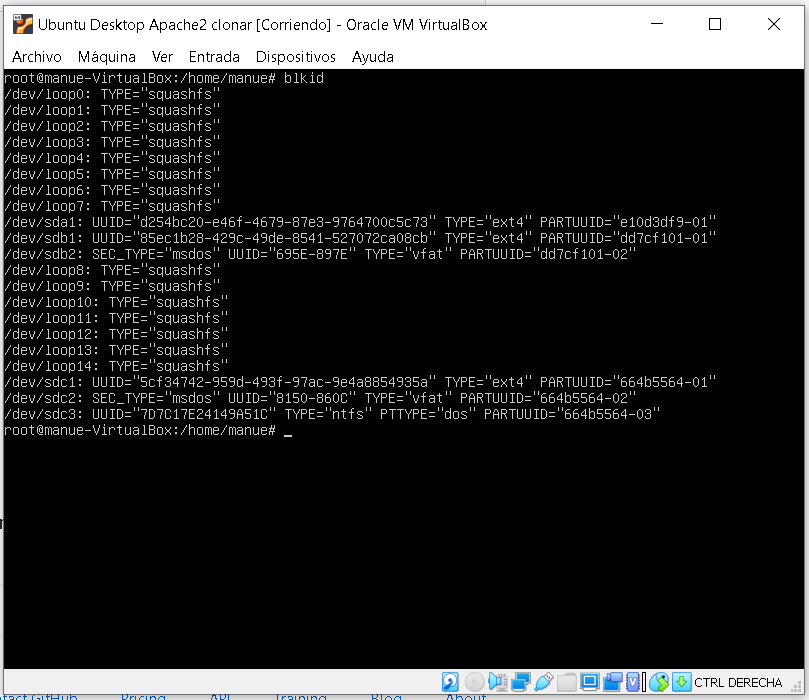 Ubuntu Desktop Apache2 clonar [Corriendo] - Oracle VM VirtualBox
Archivo Máquina Ver Entrada Dispositivos Ayuda
root@manue-VirtualBox:/home/manue# blkid
/dev/loop0: TYPE="squashfs"
/dev/loop1: TYPE="squashfs"
/dev/loop2: TYPE="squashfs"
/dev/loop3: TYPE="squashfs"
/dev/loop4: TYPE="squashfs"
/dev/loop5: TYPE="squashfs"
/dev/loop6: TYPE="squashfs"
/dev/loop7: TYPE="squashfs"
/dev/sda1: UUID="d254bc20-e46f-4679-87e3-9764700c5c73" TYPE="ext4" PARTUUID="e10d3df9-01"
/dev/sdb1: UUID="85ec1b28-429c-49de-8541-527072ca08cb" TYPE="ext4" PARTUUID="dd7cf101-01"
/dev/sdb2: SEC_TYPE="msdos" UUID="695E-897E" TYPE="vfat" PARTUUID="dd7cf101-02"
/dev/loop8: TYPE="squashfs"
/dev/loop9: TYPE="squashfs"
/dev/loop10: TYPE="squashfs"
/dev/loop11: TYPE="squashfs"
/dev/loop12: TYPE="squashfs"
/dev/loop13: TYPE="squashfs"
/dev/loop14: TYPE="squashfs"
/dev/sdc1: UUID="5cf34742-959d-493f-97ac-9e4a8854935a" TYPE="ext4" PARTUUID="664b5564-01"
/dev/sdc2: SEC_TYPE="msdos" UUID="8150-860C" TYPE="vfat" PARTUUID="664b5564-02"
/dev/sdc3: UUID="7D7C17E24149A51C" TYPE="ntfs" PTTYPE="dos" PARTUUID="664b5564-03"
root@manue-VirtualBox:/home/manue# _
CTRL DERECHA
GitHub Pricing API Training Blog About